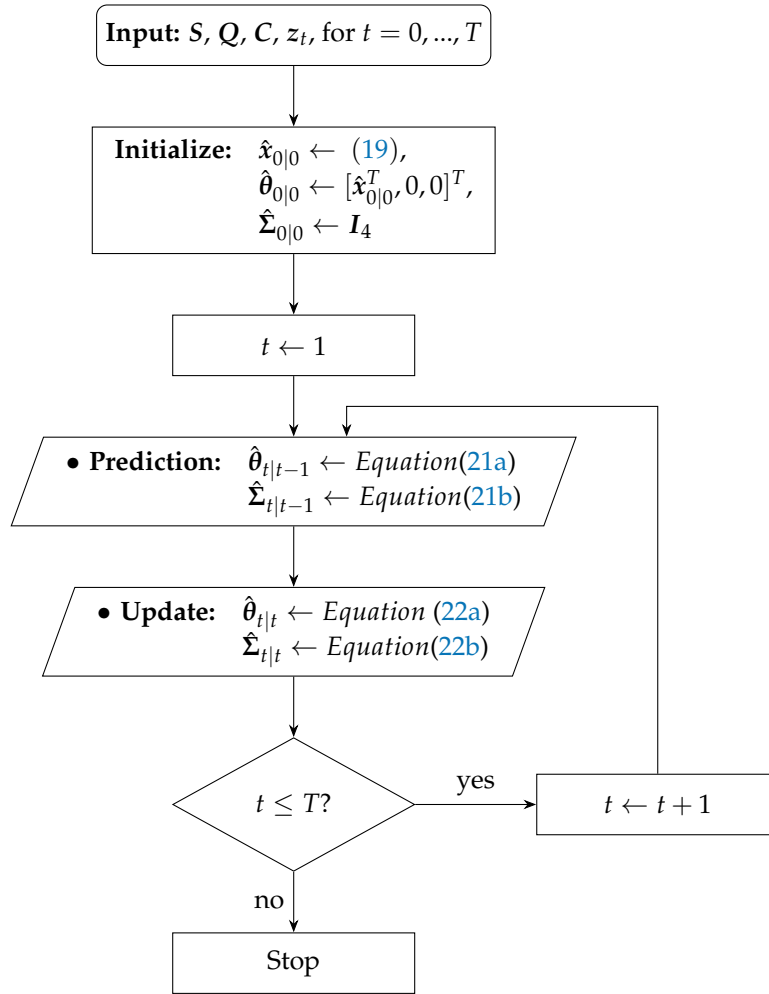 Input: S, Q, C, z_t, for t = 0, ..., T
Initialize: x̂_{0|0} ← (19),
θ̂_{0|0} ← [x̂^T_{0|0}, 0, 0]^T,
Σ̂_{0|0} ← I_4
t ← 1
• Prediction: θ̂_{t|t−1} ← Equation(21a)
Σ̂_{t|t−1} ← Equation(21b)
• Update: θ̂_{t|t} ← Equation (22a)
Σ̂_{t|t} ← Equation(22b)
t ≤ T?
yes
t ← t + 1
no
Stop